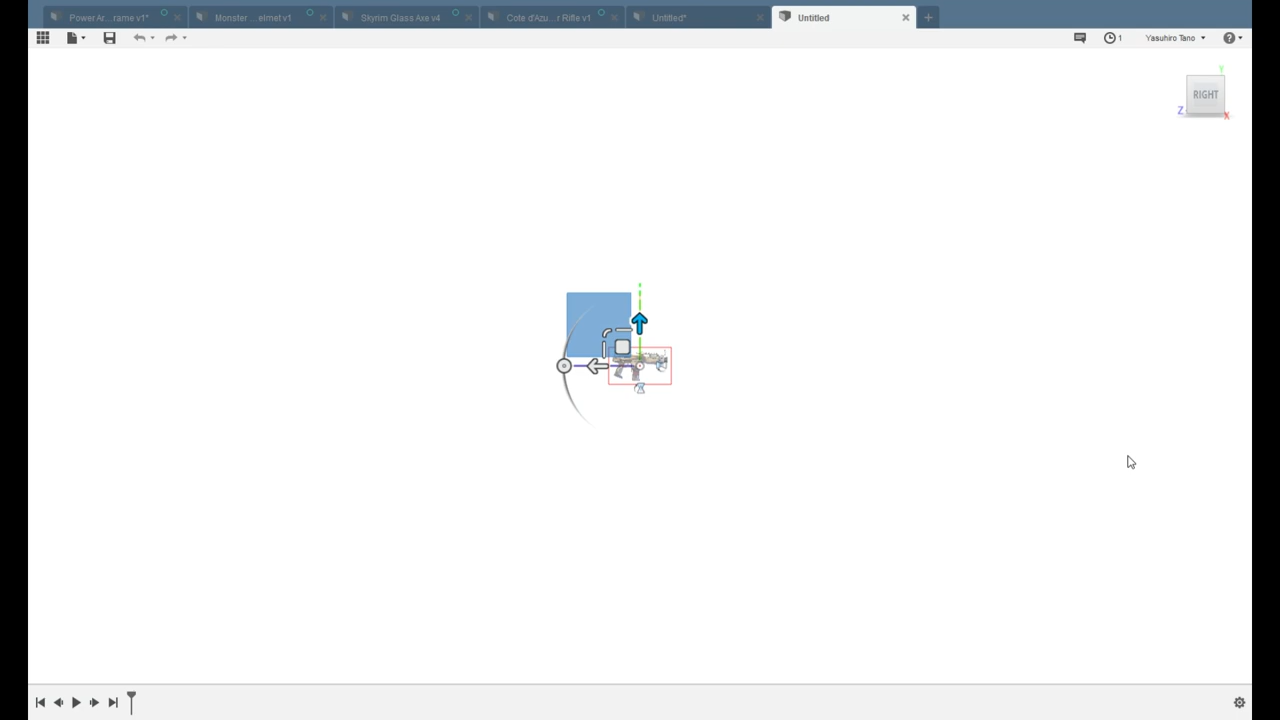 Power Ar...rame v1*
Monster ...elmet v1
Skyrim Glass Axe v4
Cote d'Azu...r Rifle v1
Untitled*
Untitled
1
Yasuhiro Tano
Y
RIGHT
Z
X